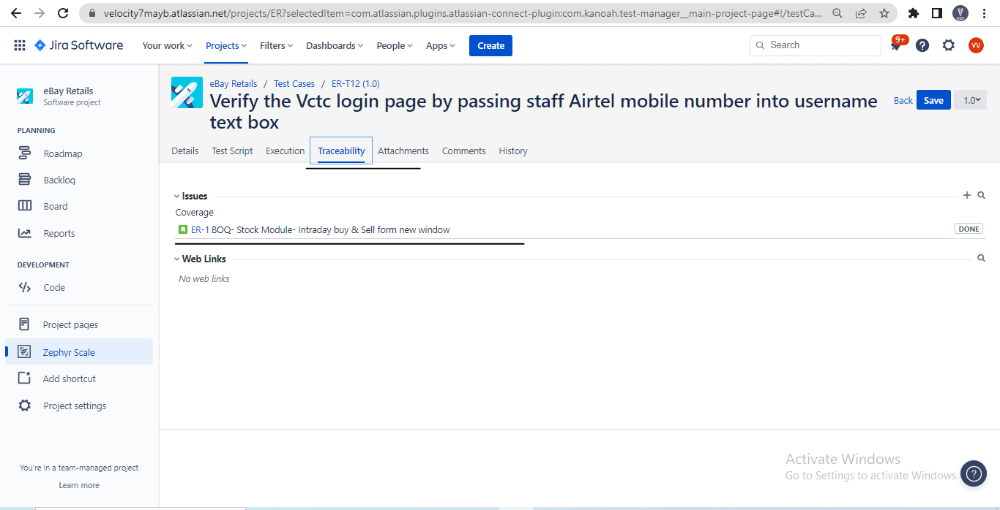 velocity7mayb.atlassian.net/projects/ER?selectedItem=com.atlassian.plugins.atlassian-connect-plugin:com.kanoah.test-manager__main-project-page#!/testCa...
Jira Software Your work Projects Filters Dashboards People Apps Create Search 9+ VV
eBay Retails
Software project
PLANNING
Roadmap
Backlog
Board
Reports
DEVELOPMENT
Code
Project pages
Zephyr Scale
Add shortcut
Project settings
You're in a team-managed project
Learn more
eBay Retails / Test Cases / ER-T12 (1.0)
Verify the Vctc login page by passing staff Airtel mobile number into username
text box
Back Save 1.0
Details Test Script Execution Traceability Attachments Comments History
Issues
Coverage
ER-1 BOQ- Stock Module- Intraday buy & Sell form new window DONE
Web Links
No web links
Activate Windows
Go to Settings to activate Windows.